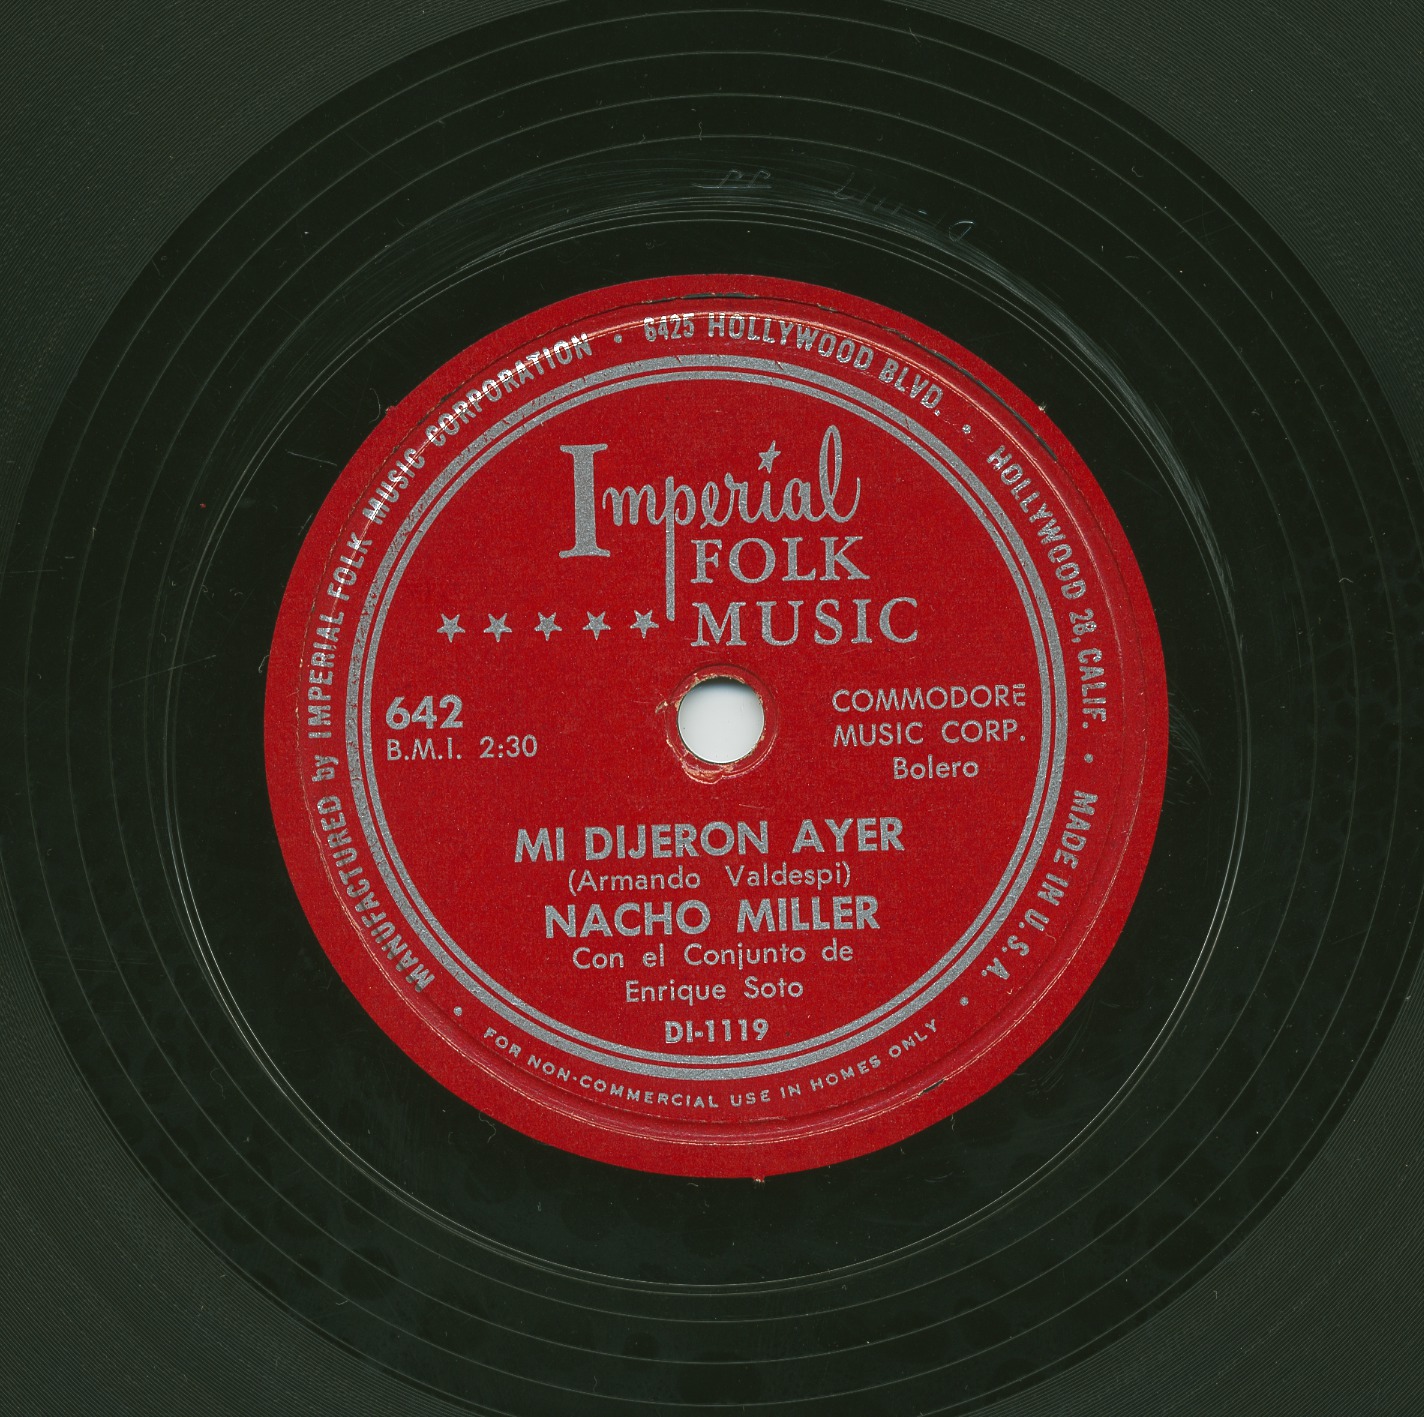 MANUFACTURED by IMPERIAL FOLK MUSIC CORPORATION • 6425 HOLLYWOOD BLVD. • HOLLYWOOD 28, CALIF. • MADE IN U.S.A. •
Imperial
FOLK
MUSIC
642
B.M.I. 2:30
COMMODORE
MUSIC CORP.
Bolero
MI DIJERON AYER
(Armando Valdespi)
NACHO MILLER
Con el Conjunto de
Enrique Soto
DI-1119
FOR NON-COMMERCIAL USE IN HOMES ONLY